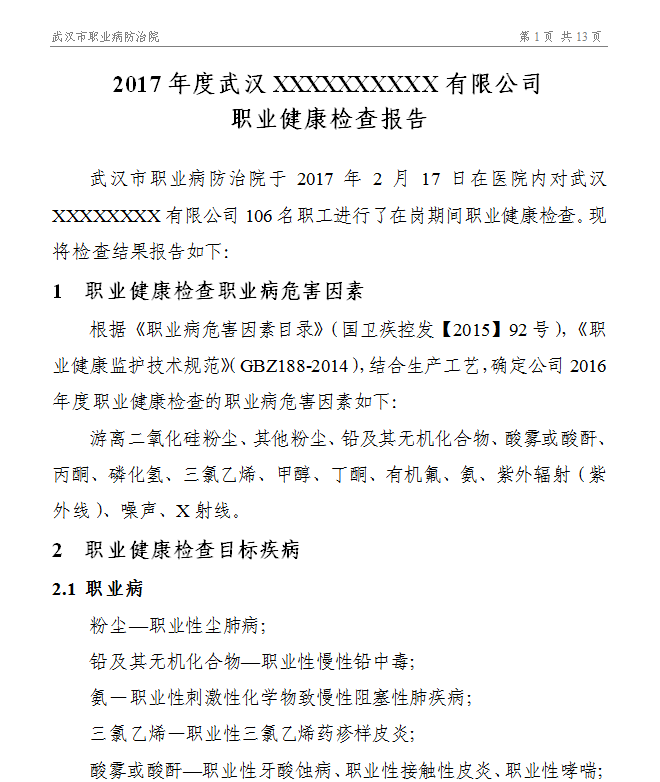 武汉市职业病防治院 第 1 页 共 13 页
2017 年度武汉 XXXXXXXXXX 有限公司
职业健康检查报告
武汉市职业病防治院于 2017 年 2 月 17 日在医院内对武汉
XXXXXXXX 有限公司 106 名职工进行了在岗期间职业健康检查。现
将检查结果报告如下：
1 职业健康检查职业病危害因素
根据《职业病危害因素目录》（国卫疾控发【2015】92 号），《职
业健康监护技术规范》（GBZ188-2014），结合生产工艺，确定公司 2016
年度职业健康检查的职业病危害因素如下：
游离二氧化硅粉尘、其他粉尘、铅及其无机化合物、酸雾或酸酐、
丙酮、磷化氢、三氯乙烯、甲醇、丁酮、有机氟、氨、紫外辐射（紫
外线）、噪声、X 射线。
2 职业健康检查目标疾病
2.1 职业病
粉尘—职业性尘肺病；
铅及其无机化合物—职业性慢性铅中毒；
氨—职业性刺激性化学物致慢性阻塞性肺疾病；
三氯乙烯—职业性三氯乙烯药疹样皮炎；
酸雾或酸酐—职业性牙酸蚀病、职业性接触性皮炎、职业性哮喘；